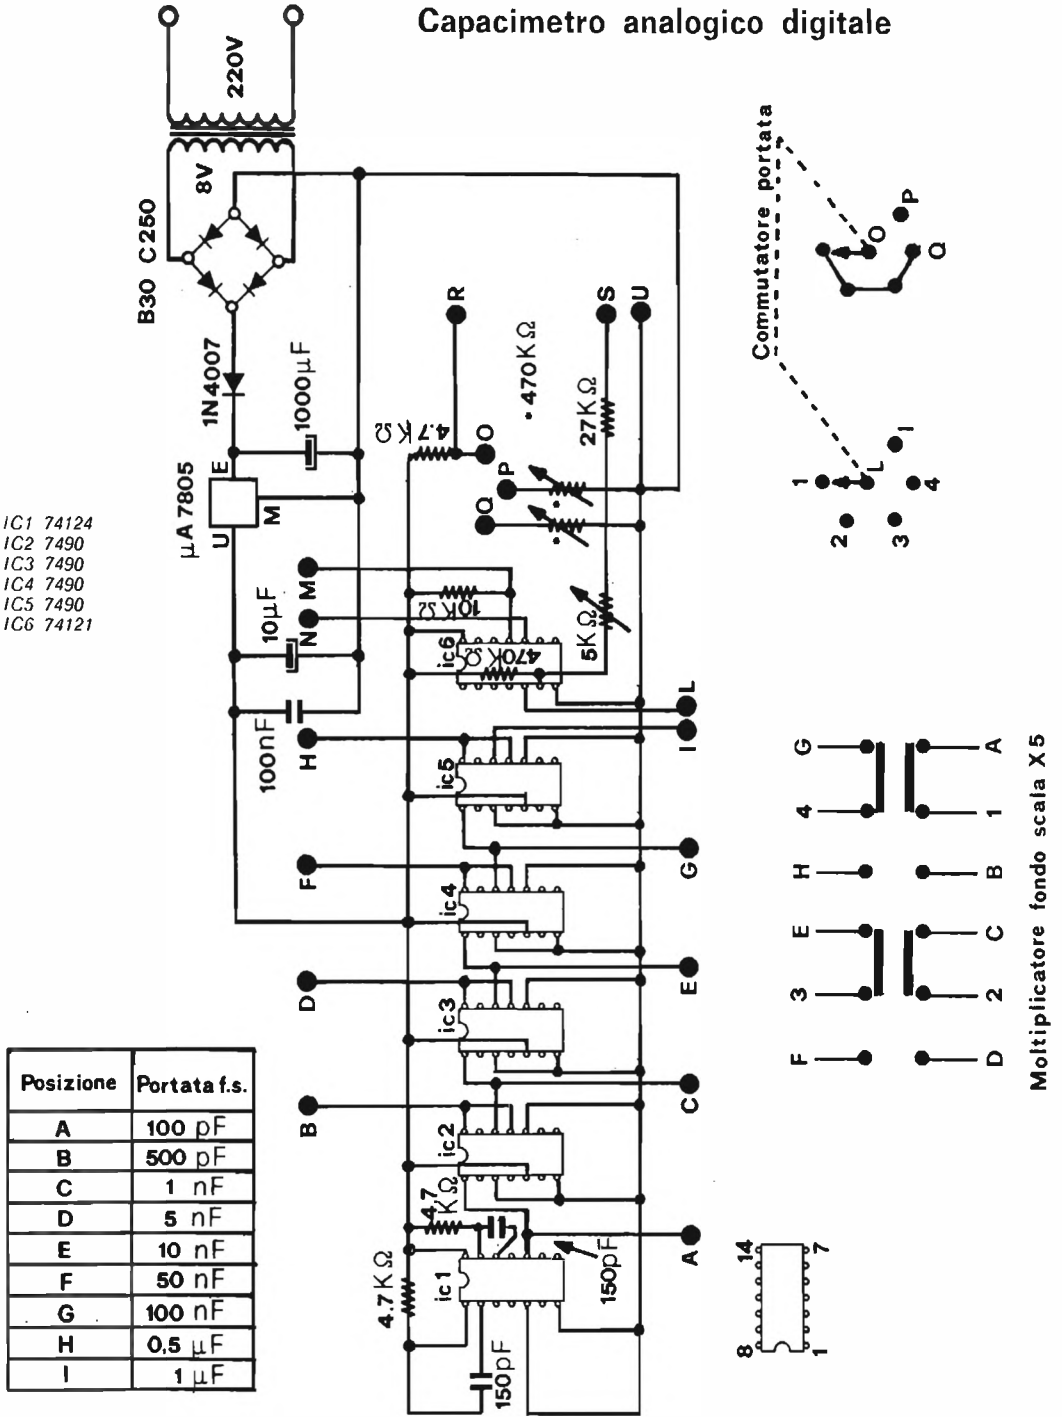 Capacimetro analogico digitale
220V
8V
B30 C250
1N4007
1000µF
µA7805
E
M
U
10µF
100nF
IC1 74124
IC2 7490
IC3 7490
IC4 7490
IC5 7490
IC6 74121
R
S
U
4.7KΩ
O
• 470KΩ
27KΩ
P
Q
M
N
10KΩ
470KΩ
5KΩ
ic6
L
I
H
ic5
G
F
ic4
E
D
ic3
C
B
ic2
4.7KΩ
4.7
KΩ
ic1
150pF
150pF
A
Commutatore portata
O
P
Q
1
L
I
2
3
4
G
A
4
1
H
B
E
C
3
2
F
D
Moltiplicatore fondo scala X5
14
7
8
1
Posizione Portata f.s.
A 100 pF
B 500 pF
C 1 nF
D 5 nF
E 10 nF
F 50 nF
G 100 nF
H 0,5 µF
I 1 µF